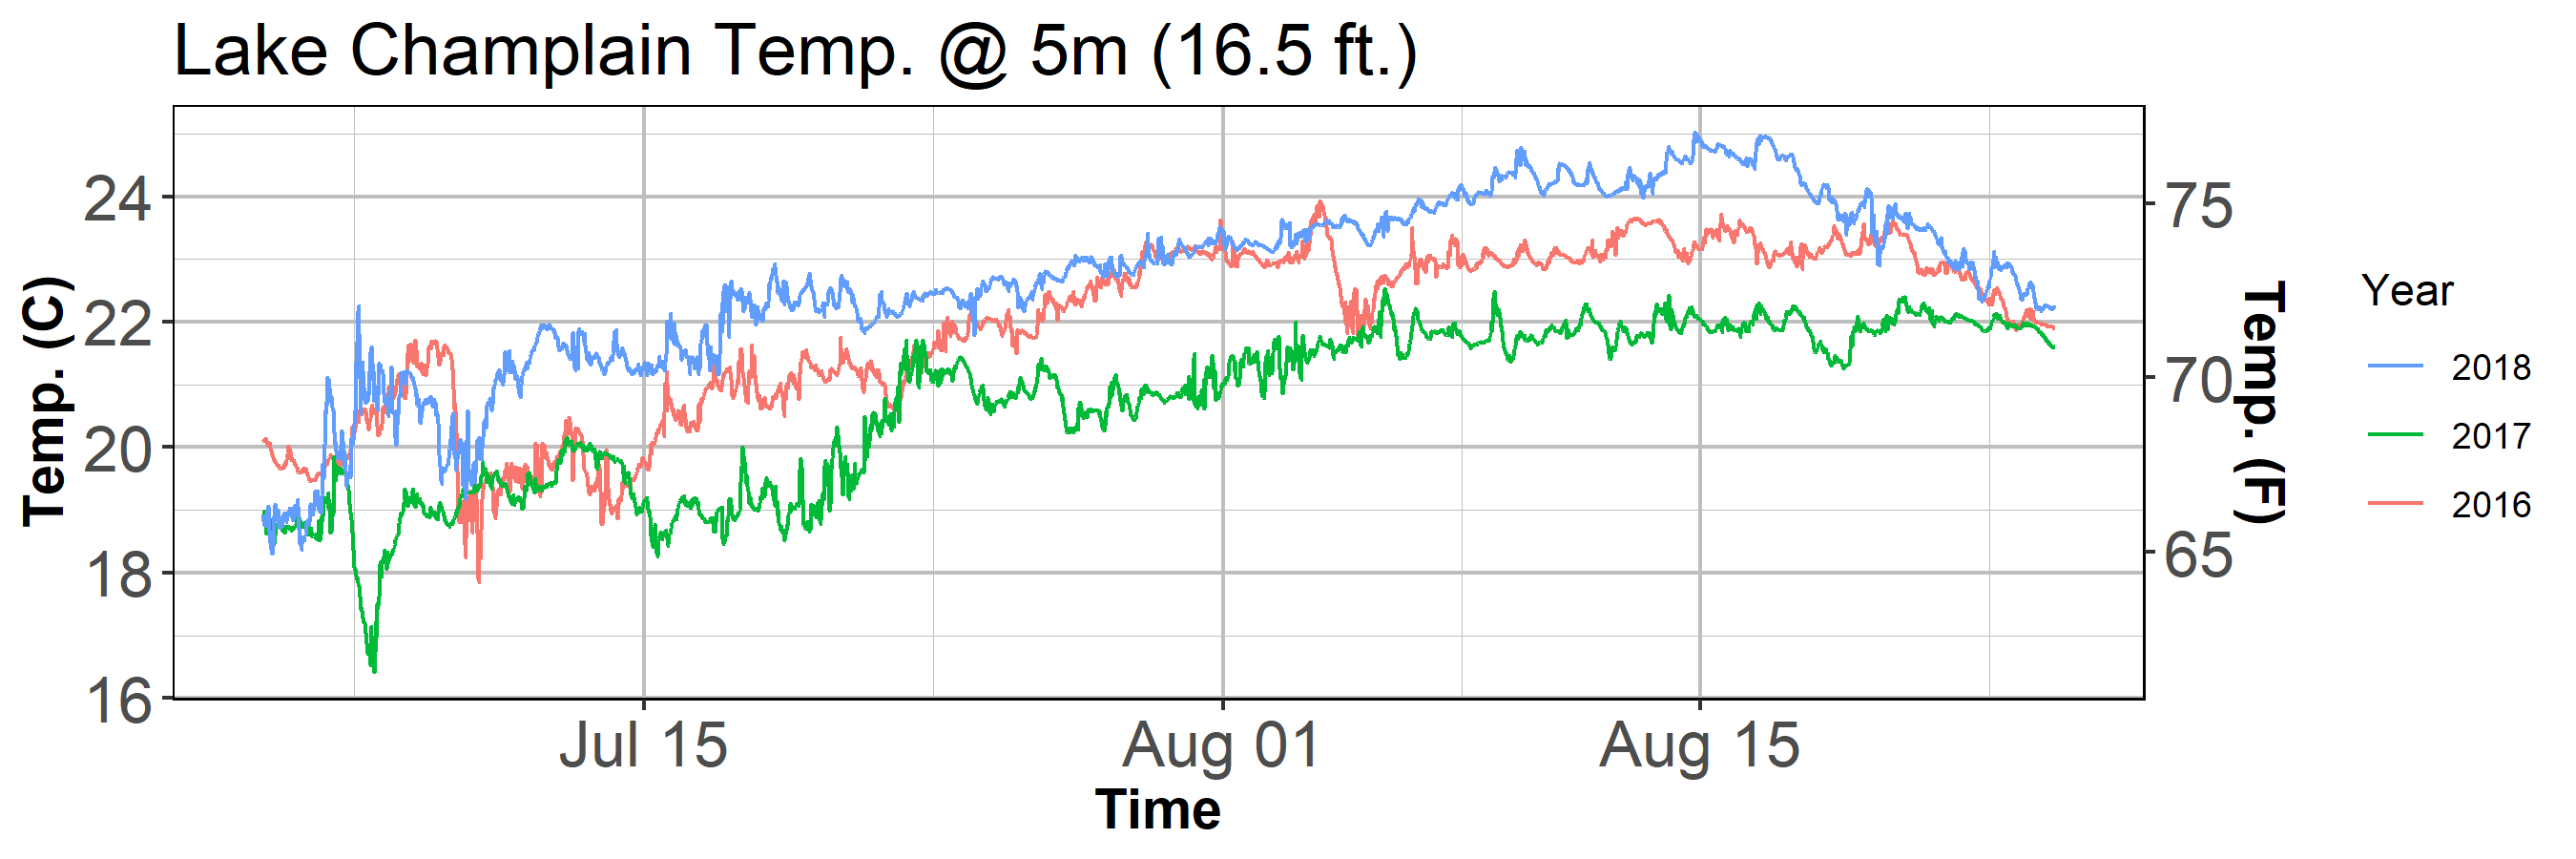 Lake Champlain Temp. @ 5m (16.5 ft.)
Temp. (C)
24
22
20
18
16
Jul 15
Aug 01
Aug 15
Time
75
70
65
Temp. (F)
Year
2018
2017
2016